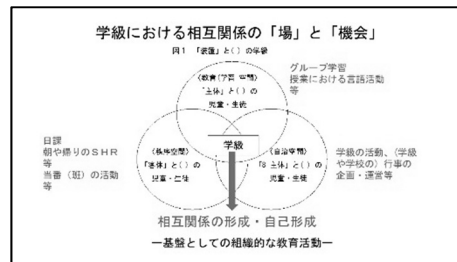 学級における相互関係の「場」と「機会」
図1 「装置」と()の学級
グループ学習
授業における言語活動
等
(教育(学習)空間)
「主体」と()の
児童・生徒
日課
朝や帰りのSHR
等
当番(班)の活動
等
学級
(秩序空間)
「客体」と()の
児童・生徒
(自治空間)
主体」と()の
児童・生徒
学級の活動、(学級
や学校の)行事の
企画・運営等
相互関係の形成・自己形成
―基盤としての組織的な教育活動―